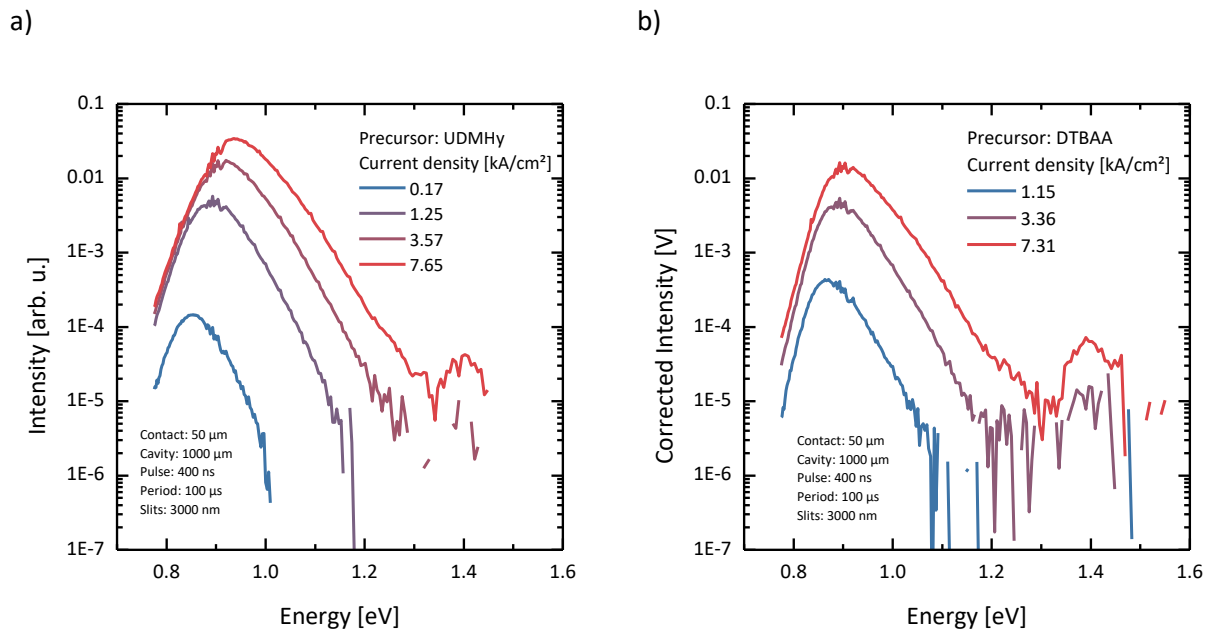 a)
0.1
0.01
1E-3
1E-4
1E-5
1E-6
1E-7
Intensity [arb. u.]
Precursor: UDMHy
Current density [kA/cm²]
0.17
1.25
3.57
7.65
Contact: 50 µm
Cavity: 1000 µm
Pulse: 400 ns
Period: 100 µs
Slits: 3000 nm
0.8 1.0 1.2 1.4 1.6
Energy [eV]
b)
0.1
0.01
1E-3
1E-4
1E-5
1E-6
1E-7
Corrected Intensity [V]
Precursor: DTBAA
Current density [kA/cm²]
1.15
3.36
7.31
Contact: 50 µm
Cavity: 1000 µm
Pulse: 400 ns
Period: 100 µs
Slits: 3000 nm
0.8 1.0 1.2 1.4 1.6
Energy [eV]